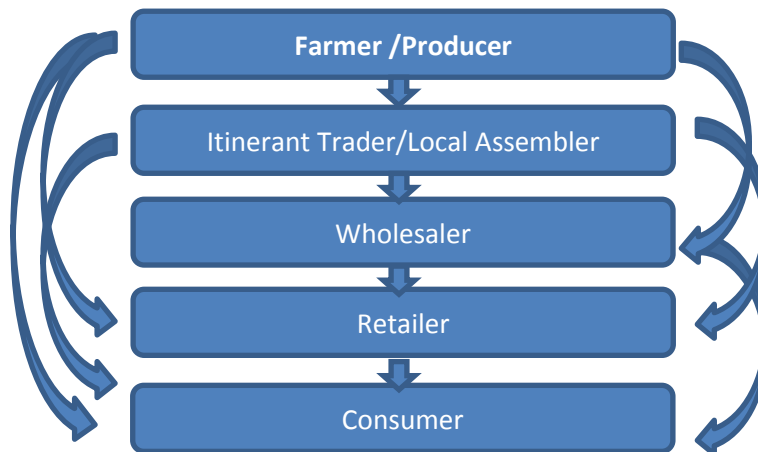 Farmer /Producer
Itinerant Trader/Local Assembler
Wholesaler
Retailer
Consumer